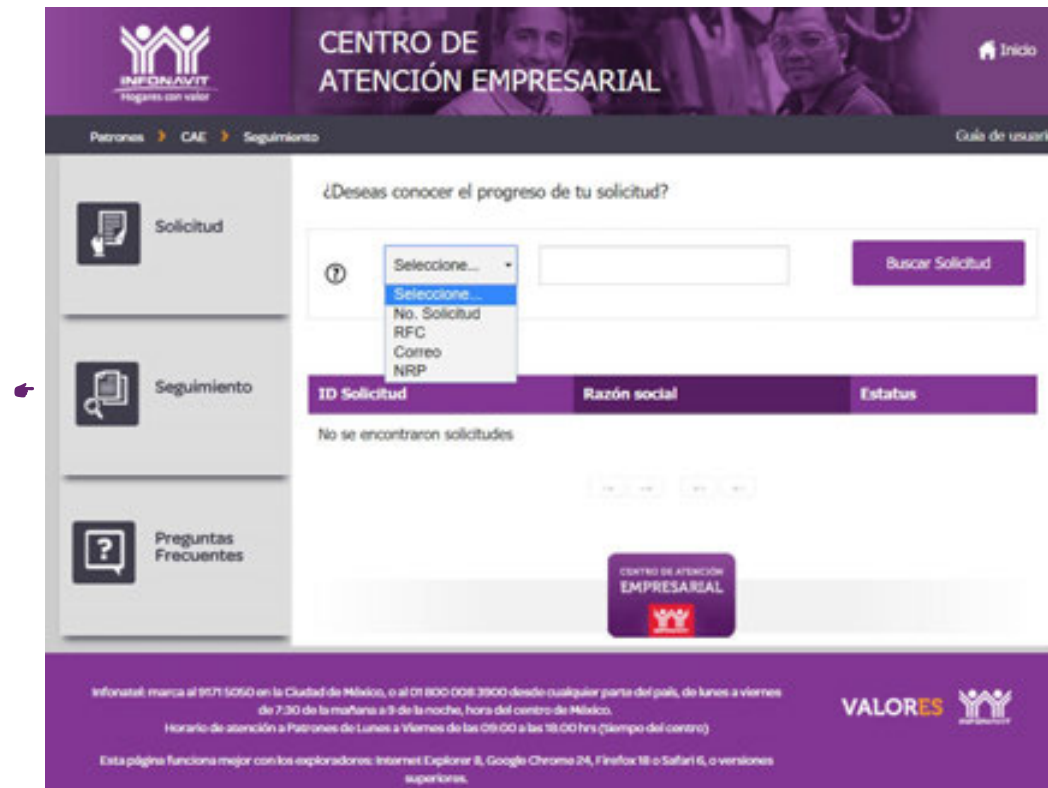 INFONAVIT
Hogares con valor
CENTRO DE
ATENCIÓN EMPRESARIAL
Inicio
Patrones > CAE > Seguimiento
Guía de usuari
Solicitud
Seguimiento
Preguntas
Frecuentes
¿Deseas conocer el progreso de tu solicitud?
Seleccione...
Buscar Solicitud
Seleccione...
No. Solicitud
RFC
Correo
NRP
ID Solicitud Razón social Estatus
No se encontraron solicitudes
CENTRO DE ATENCIÓN
EMPRESARIAL
Infonatel: marca al 9171 5050 en la Ciudad de México, o al 01 800 008 3900 desde cualquier parte del país, de lunes a viernes
de 7:30 de la mañana a 9 de la noche, hora del centro de México.
Horario de atención a Patrones de Lunes a Viernes de las 09:00 a las 18:00 hrs (tiempo del centro)
Esta página funciona mejor con los exploradores: Internet Explorer 8, Google Chrome 24, Firefox 18 o Safari 6, o versiones
superiores.
VALORES
INFONAVIT